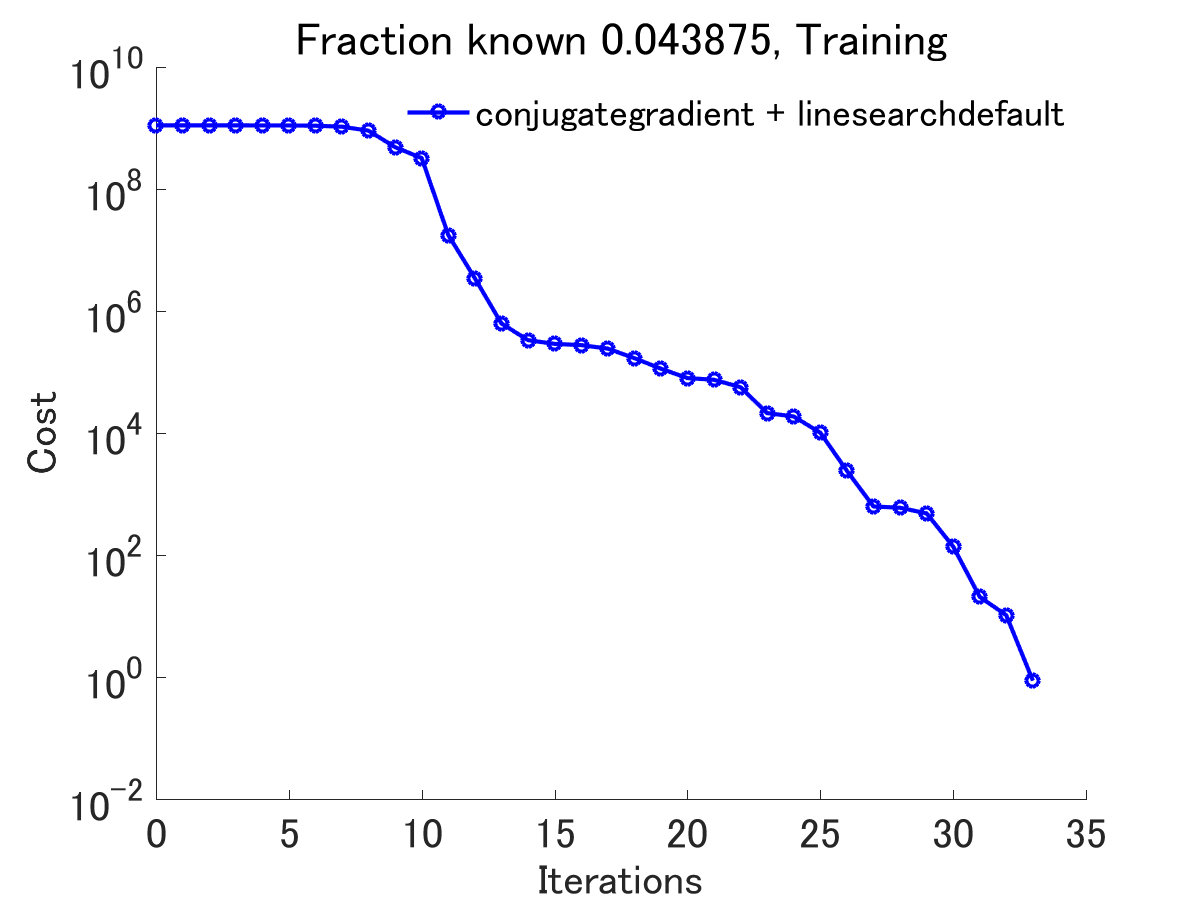 Fraction known 0.043875, Training
conjugategradient + linesearchdefault
10^10
10^8
10^6
10^4
10^2
10^0
10^-2
Cost
0 5 10 15 20 25 30 35
Iterations